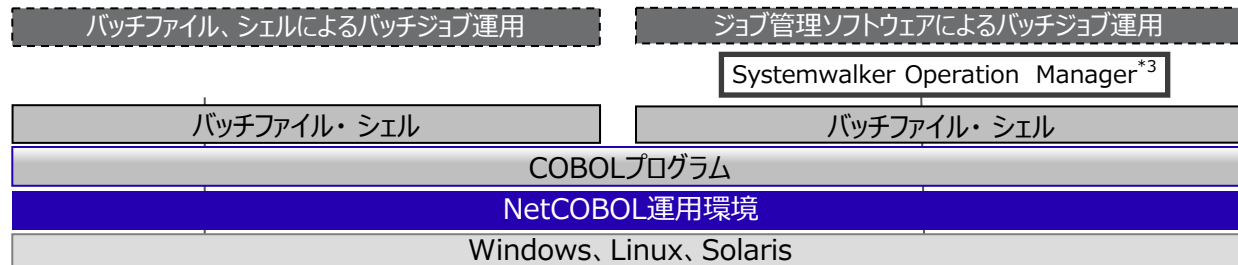 バッチファイル、シェルによるバッチジョブ運用
ジョブ管理ソフトウェアによるバッチジョブ運用
Systemwalker Operation Manager*3
バッチファイル・シェル
バッチファイル・シェル
COBOLプログラム
NetCOBOL運用環境
Windows、Linux、Solaris